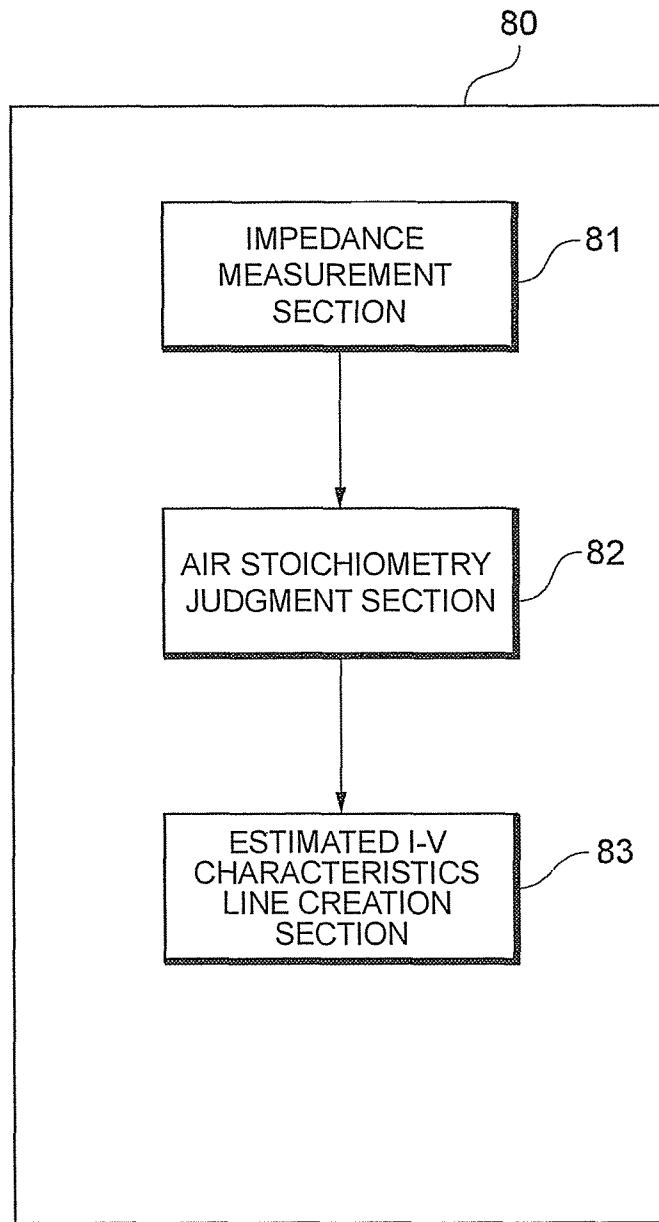 80
IMPEDANCE
MEASUREMENT
SECTION
81
AIR STOICHIOMETRY
JUDGMENT SECTION
82
ESTIMATED I-V
CHARACTERISTICS
LINE CREATION
SECTION
83